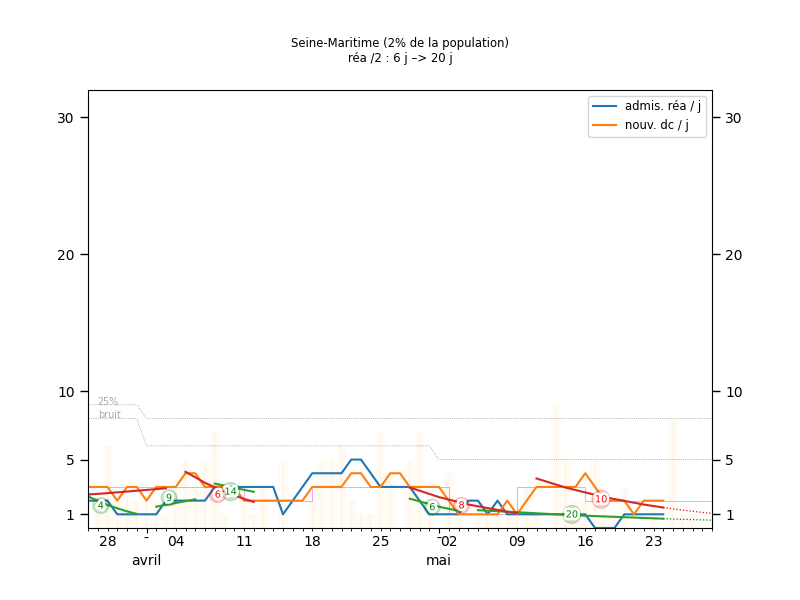 Seine-Maritime (2% de la population)
réa /2 : 6 j –> 20 j
admis. réa / j
nouv. dc / j
30 30
20 20
10 10
25%
bruit
5 5
4 9 6 14 6 8 20 10
1 1
28 04 11 18 25 02 09 16 23
avril mai